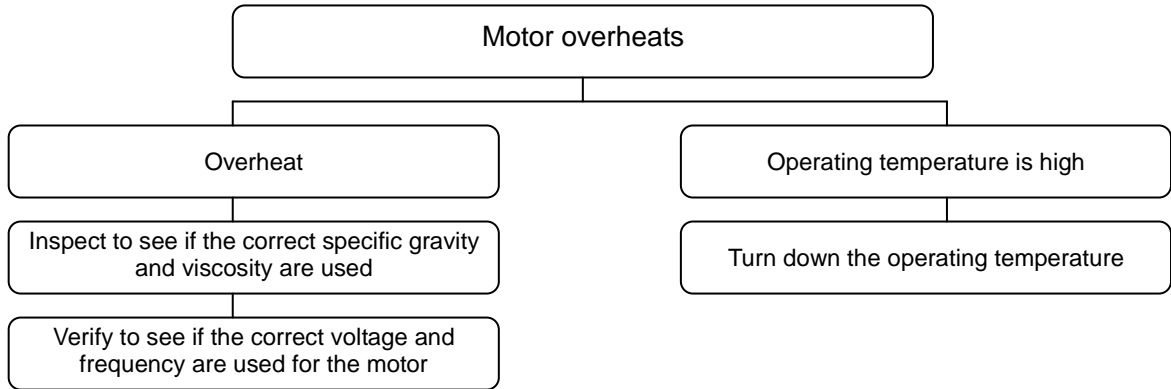 Motor overheats
Overheat
Operating temperature is high
Inspect to see if the correct specific gravity
and viscosity are used
Turn down the operating temperature
Verify to see if the correct voltage and
frequency are used for the motor